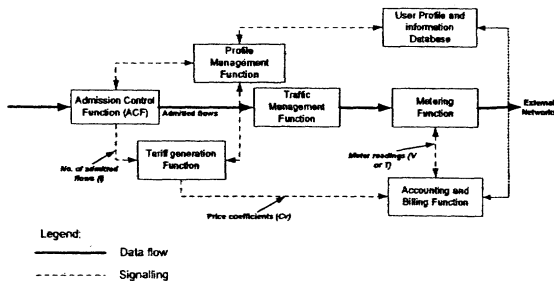 User Profile and
information
Database
Profile
Management
Function
Admission Control
Function (ACF)
Admitted flows
Traffic
Management
Function
Metering
Function
External
Networks
No. of admitted
flows (f)
Tariff generation
Function
Meter readings (V
or T)
Accounting and
Billing Function
Price coefficients (Cr)
Legend:
Data flow
Signalling